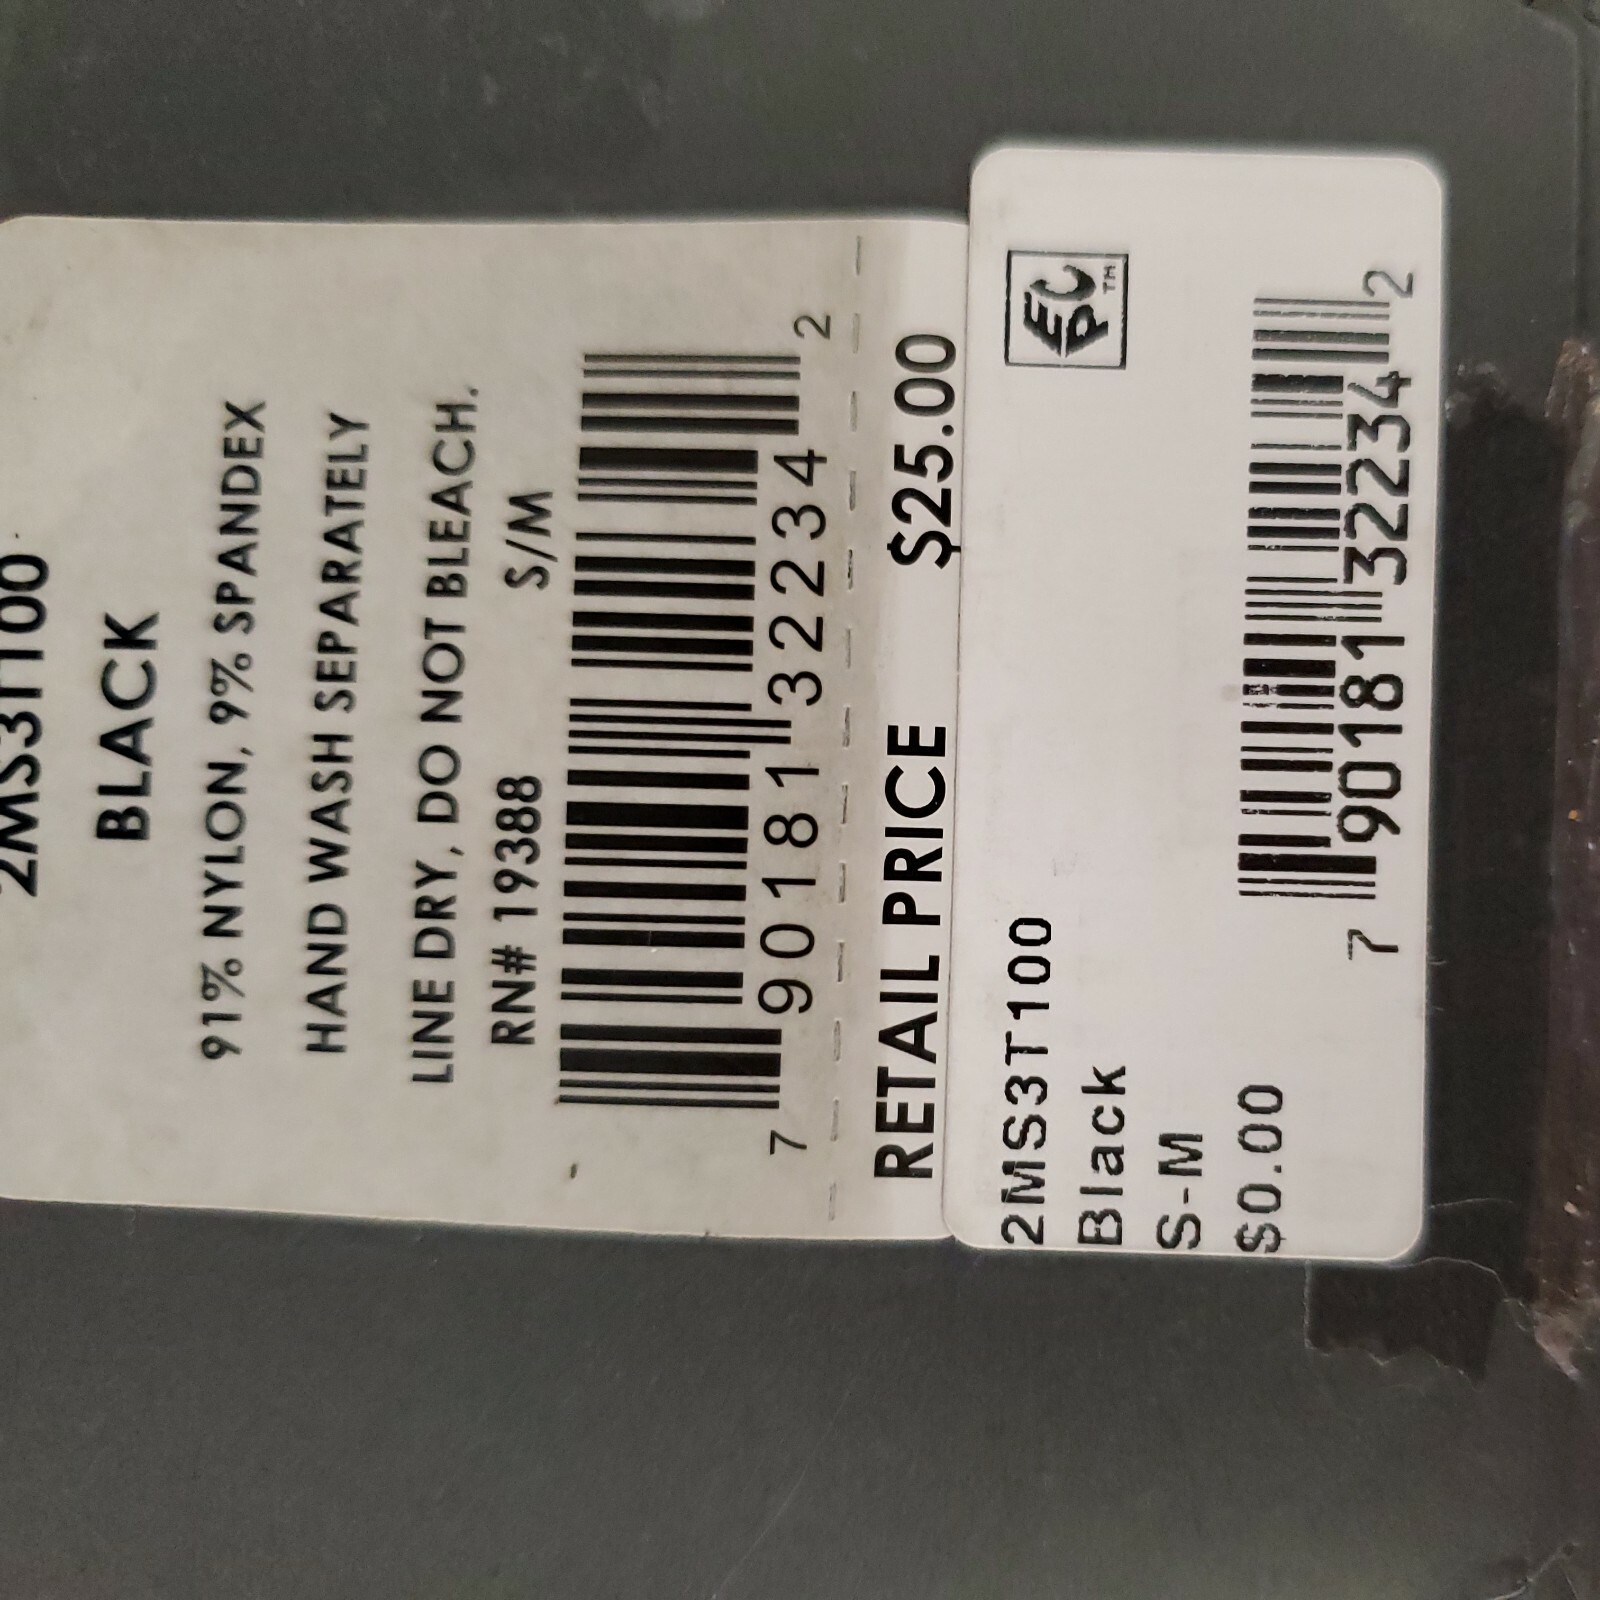 2MS3T100
BLACK
91% NYLON, 9% SPANDEX
HAND WASH SEPARATELY
LINE DRY, DO NOT BLEACH.
RN# 19388 S/M
7 90181 32234 2
RETAIL PRICE $25.00
EPC™
2MS3T100
Black
S-M
$0.00
7 90181 32234 2